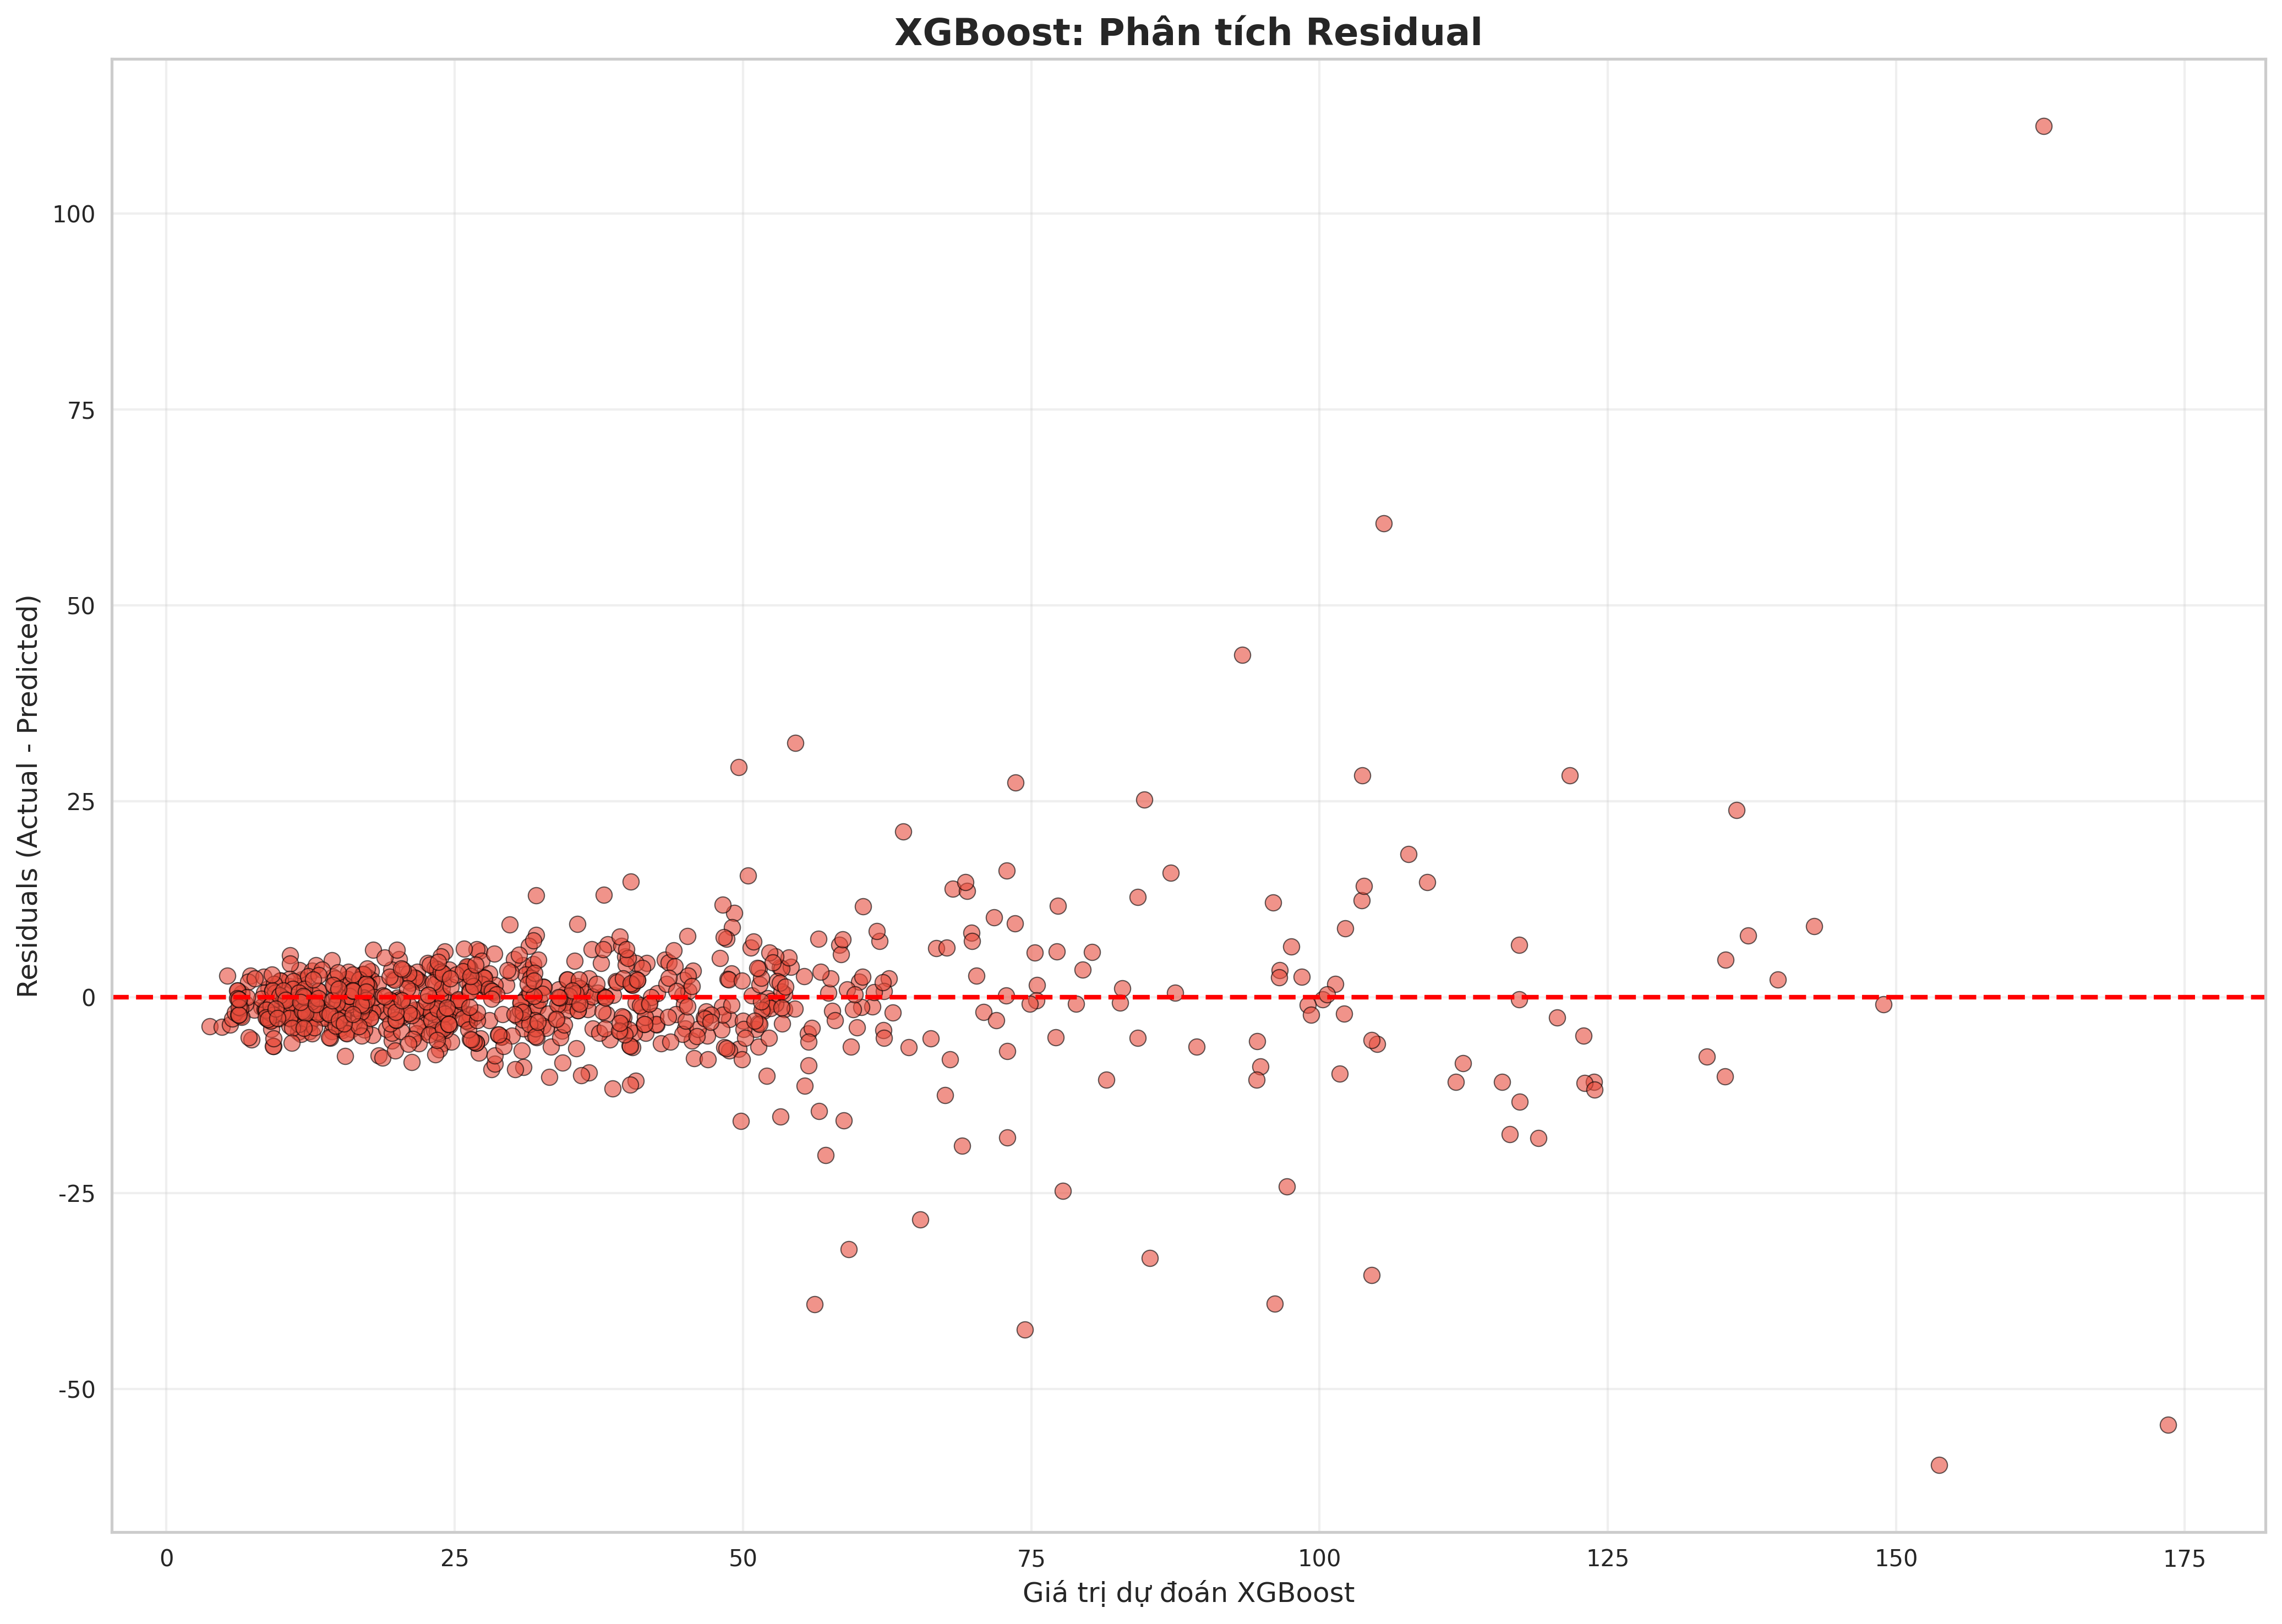 XGBoost: Phân tích Residual
Residuals (Actual - Predicted)
100
75
50
25
0
-25
-50
0 25 50 75 100 125 150 175
Giá trị dự đoán XGBoost